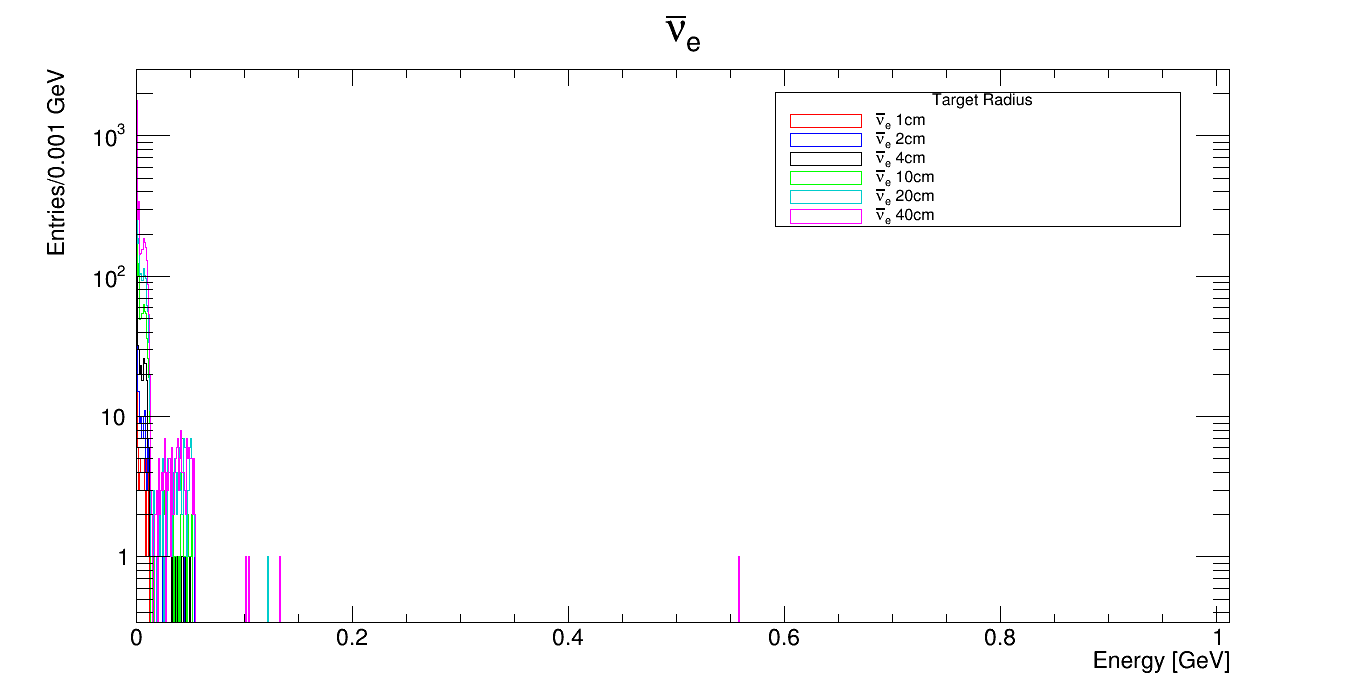 ν̅e
Entries/0.001 GeV
10³
10²
10
1
Target Radius
ν̅e 1cm
ν̅e 2cm
ν̅e 4cm
ν̅e 10cm
ν̅e 20cm
ν̅e 40cm
0 0.2 0.4 0.6 0.8 1
Energy [GeV]